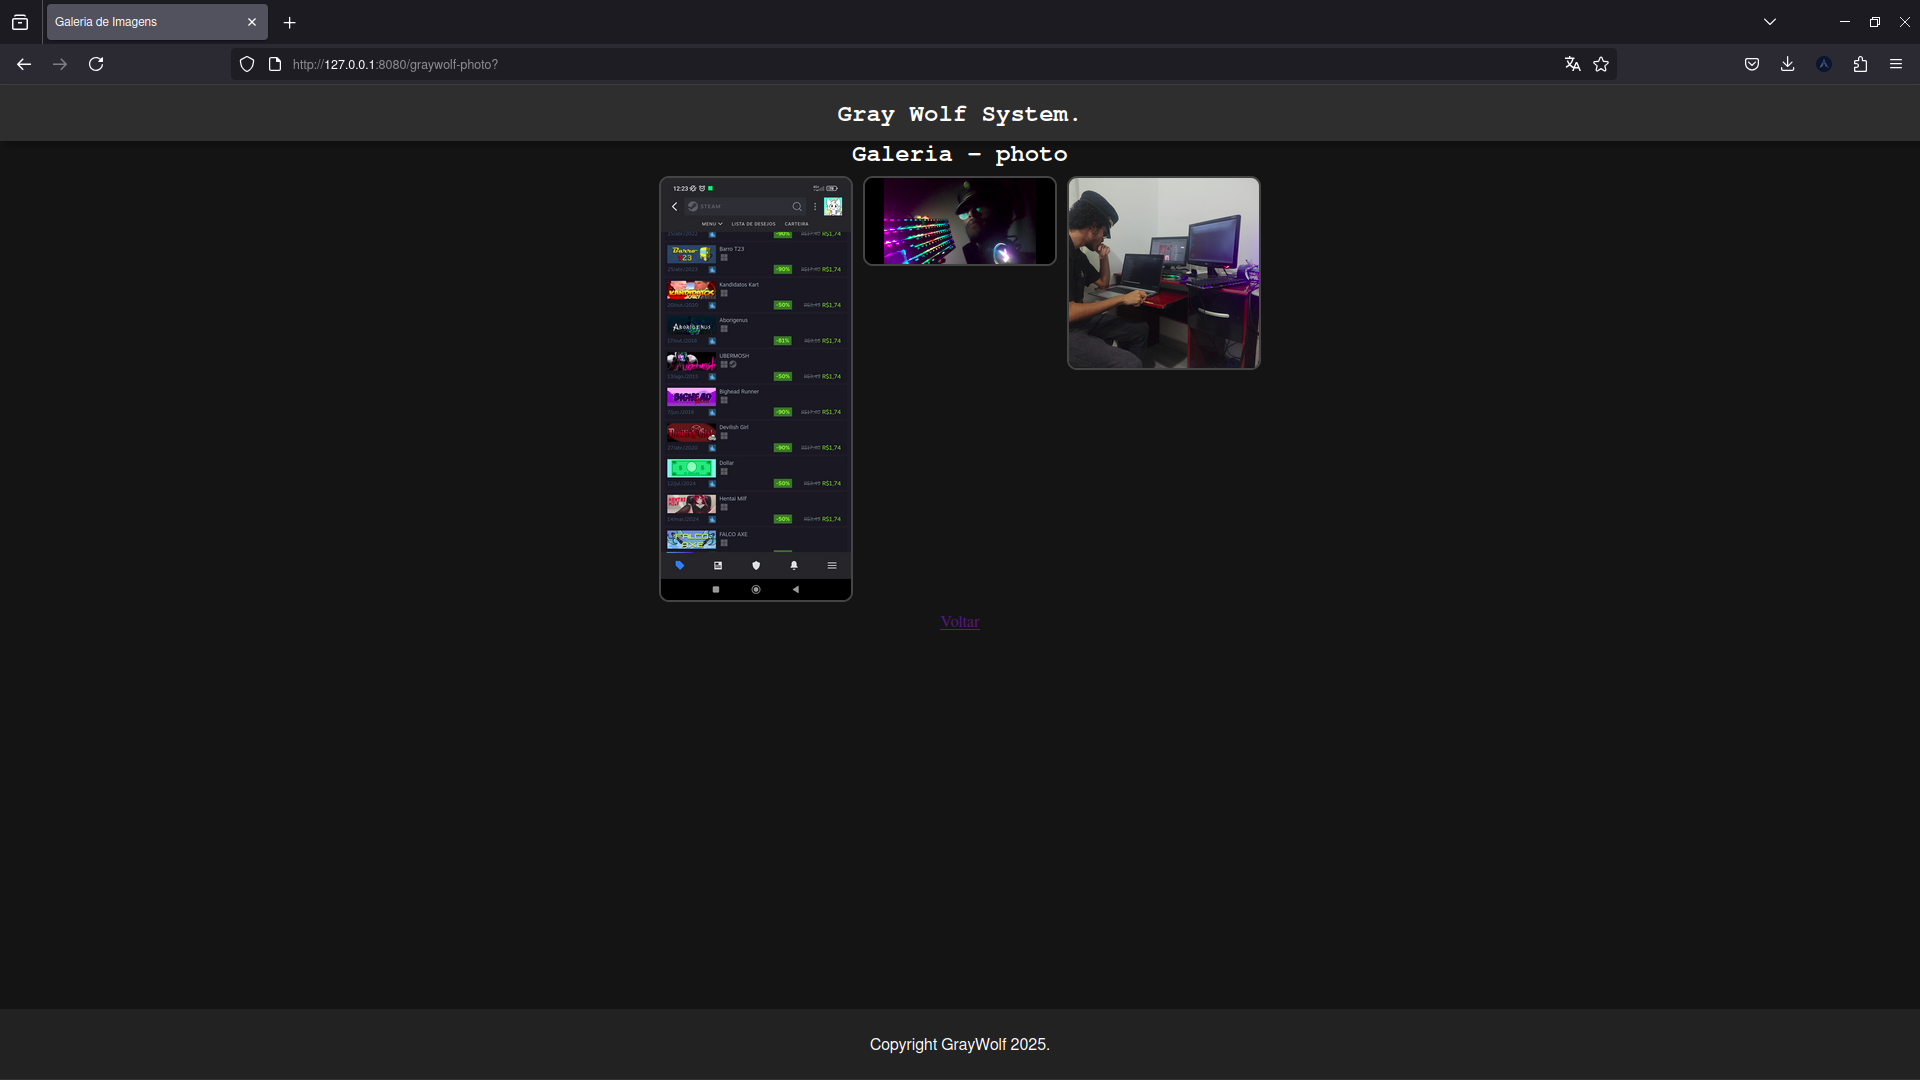 Galeria de Imagens
http://127.0.0.1:8080/graywolf-photo?
Gray Wolf System.
Galeria - photo
12:23
STEAM
MENU
LISTA DE DESEJOS
CARTEIRA
-90% R$1,74
Barro T23
-90% R$1,74
Kandidatos Kart
-50% R$1,74
Aborigenus
-81% R$1,74
UBERMOSH
-50% R$1,74
Bighead Runner
-90% R$1,74
Devilish Girl
-90% R$1,74
Dollar
-50% R$1,74
Hentai Milf
-50% R$1,74
FALCO AXE
Voltar
Copyright GrayWolf 2025.